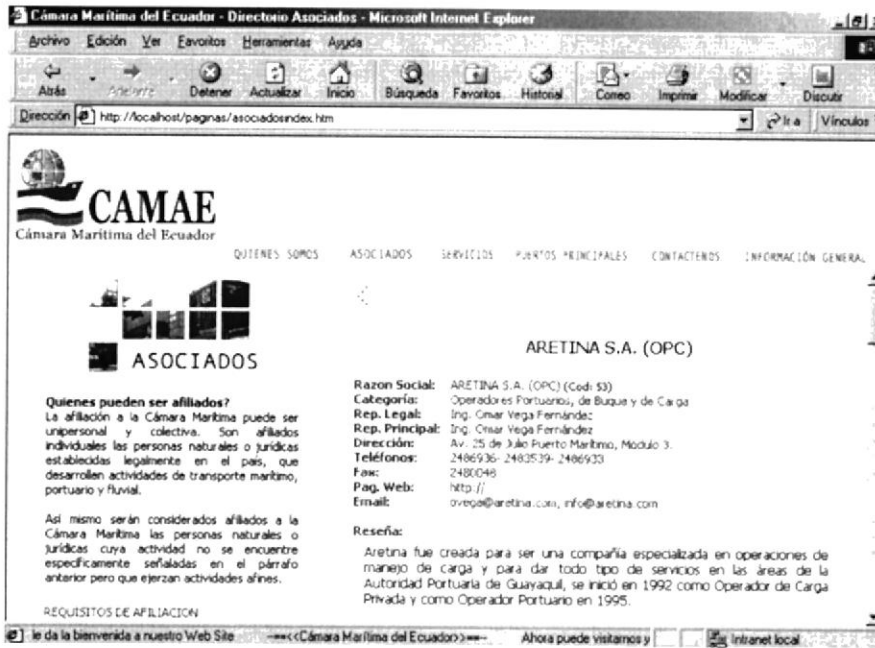 Cámara Marítima del Ecuador - Directorio Asociados - Microsoft Internet Explorer
Archivo Edición Ver Favoritos Herramientas Ayuda
Atrás Adelante Detener Actualizar Inicio Búsqueda Favoritos Historial Correo Imprimir Modificar Discutir
Dirección http://localhost/paginas/asociadosindex.htm Ir a Vínculos
CAMAE
Cámara Marítima del Ecuador
QUIENES SOMOS ASOCIADOS SERVICIOS PUERTOS PRINCIPALES CONTACTENOS INFORMACIÓN GENERAL
ASOCIADOS
Quienes pueden ser afiliados?
La afiliación a la Cámara Marítima puede ser
unipersonal y colectiva. Son afiliados
individuales las personas naturales o jurídicas
establecidas legalmente en el país, que
desarrollen actividades de transporte marítimo,
portuario y fluvial.
Así mismo serán considerados afiliados a la
Cámara Marítima las personas naturales o
jurídicas cuya actividad no se encuentre
específicamente señaladas en el párrafo
anterior pero que ejerzan actividades afines.
REQUISITOS DE AFILIACION
ARETINA S.A. (OPC)
Razon Social: ARETINA S.A. (OPC) (Cod: 53)
Categoría: Operadores Portuarios, de Buque y de Carga
Rep. Legal: Ing. Omar Vega Fernández
Rep. Principal: Ing. Omar Vega Fernández
Dirección: Av. 25 de Julio Puerto Marítimo, Módulo 3.
Teléfonos: 2486936- 2483539- 2486933
Fax: 2480048
Pag. Web: http://
Email: ovega@aretina.com, info@aretina.com
Reseña:
Aretina fue creada para ser una compañía especializada en operaciones de
manejo de carga y para dar todo tipo de servicios en las áreas de la
Autoridad Portuaria de Guayaquil, se inició en 1992 como Operador de Carga
Privada y como Operador Portuario en 1995.
le da la bienvenida a nuestro Web Site ---==<<Cámara Marítima del Ecuador>>==-- Ahora puede visitarnos y Intranet local